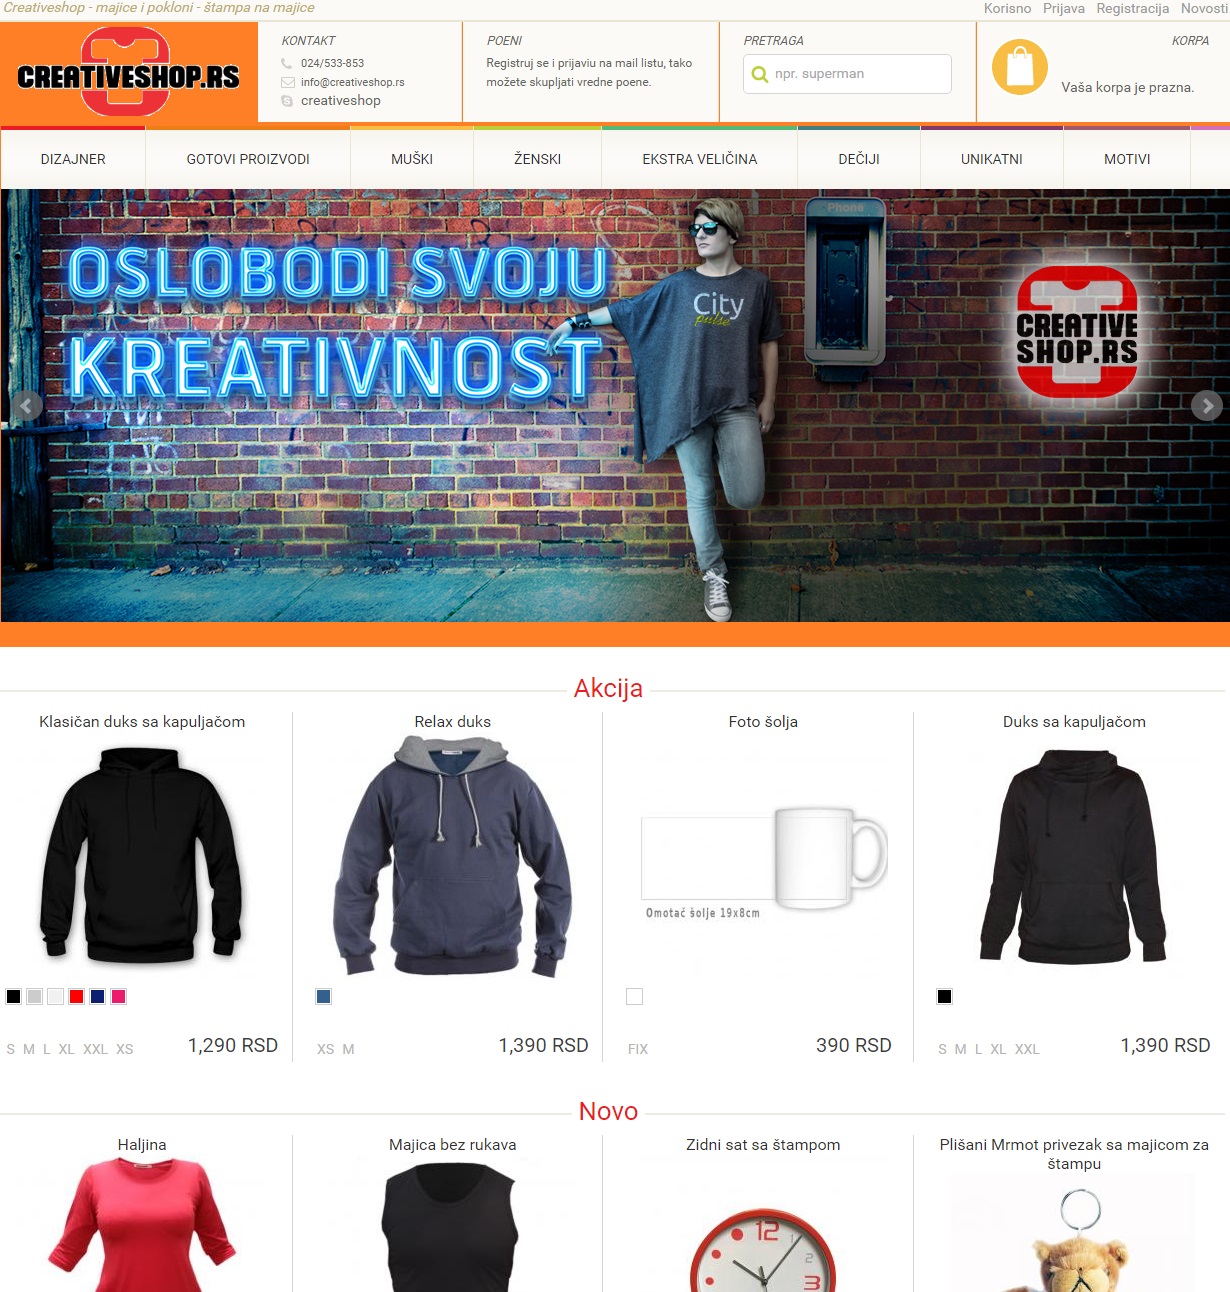 Creativeshop - majice i pokloni - štampa na majice
Korisno Prijava Registracija Novosti
CREATIVESHOP.RS
KONTAKT
024/533-853
info@creativeshop.rs
creativeshop
POENI
Registruj se i prijaviu na mail listu, tako
možete skupljati vredne poene.
PRETRAGA
npr. superman
KORPA
Vaša korpa je prazna.
DIZAJNER GOTOVI PROIZVODI MUŠKI ŽENSKI EKSTRA VELIČINA DEČIJI UNIKATNI MOTIVI
OSLOBODI SVOJU
KREATIVNOST
City
pulse
Phone
CREATIVE
SHOP.RS
Akcija
Klasičan duks sa kapuljačom
S M L XL XXL XS
1,290 RSD
Relax duks
XS M
1,390 RSD
Foto šolja
Omotač šolje 19x8cm
FIX
390 RSD
Duks sa kapuljačom
S M L XL XXL
1,390 RSD
Novo
Haljina
Majica bez rukava
Zidni sat sa štampom
12
1
2
3
Plišani Mrmot privezak sa majicom za
štampu